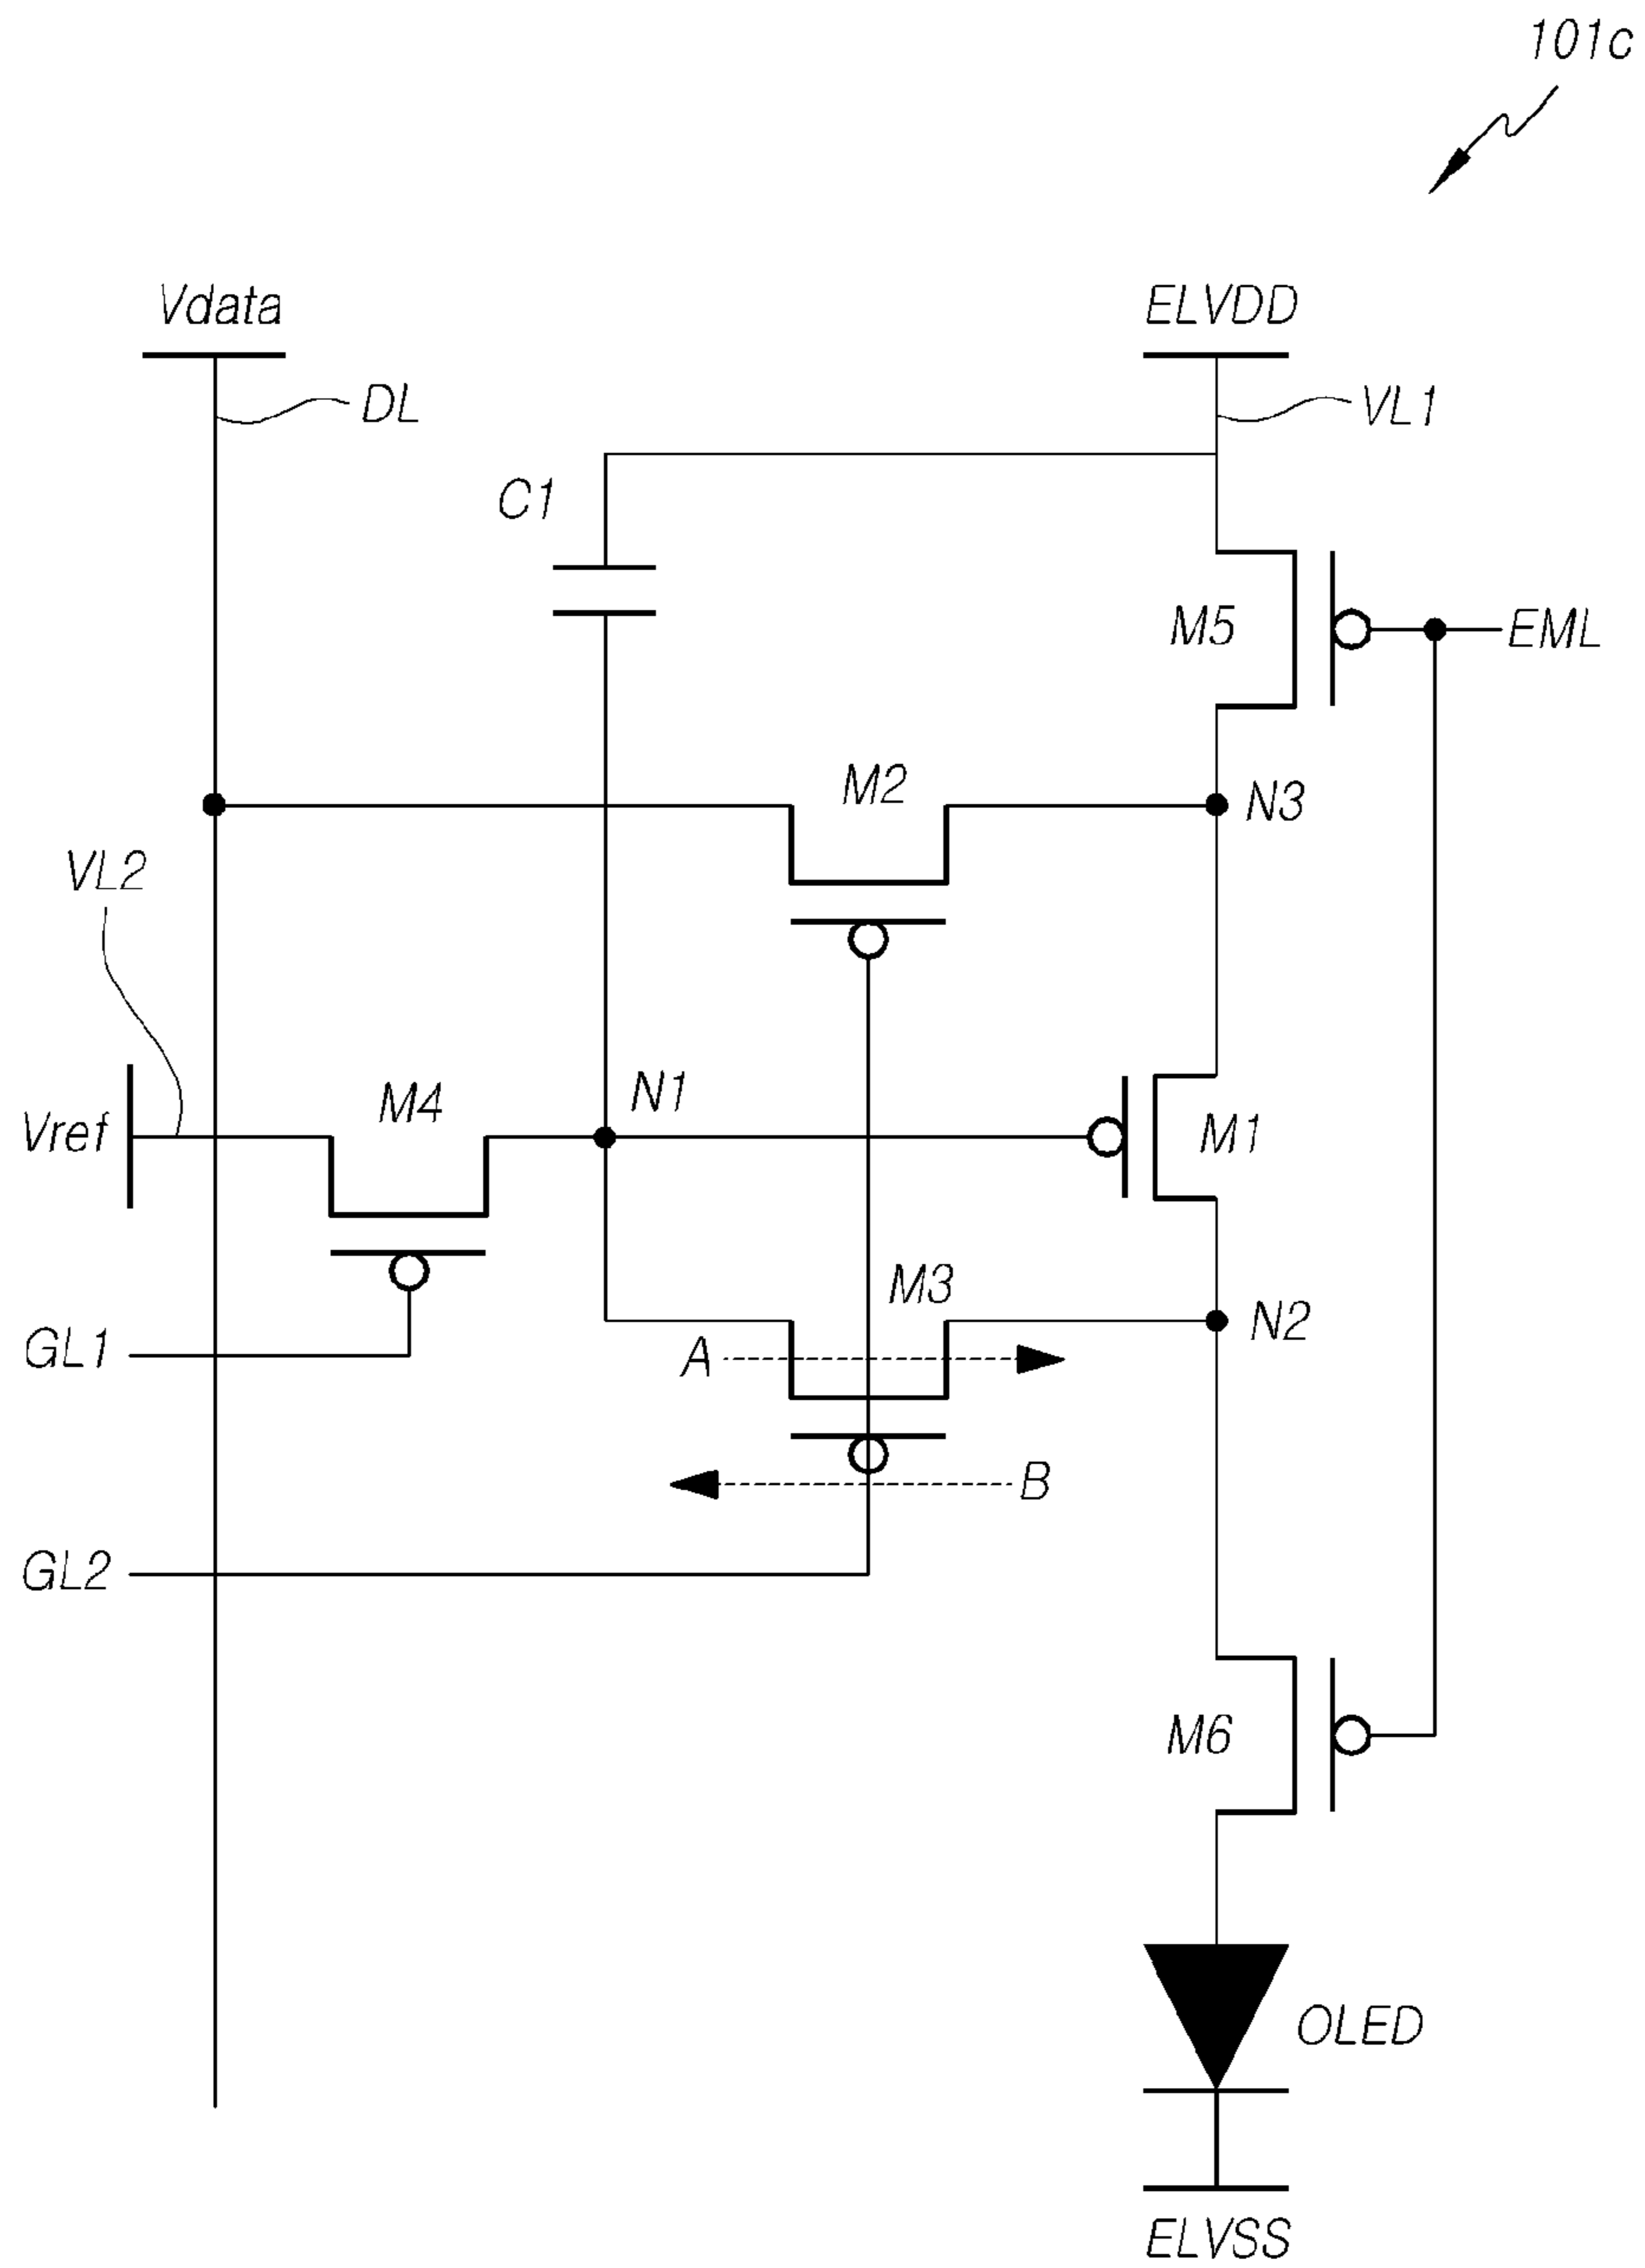 101c
Vdata
ELVDD
DL
VL1
C1
M5
EML
M2
N3
VL2
M4
N1
Vref
M1
M3
N2
GL1
A
B
GL2
M6
OLED
ELVSS